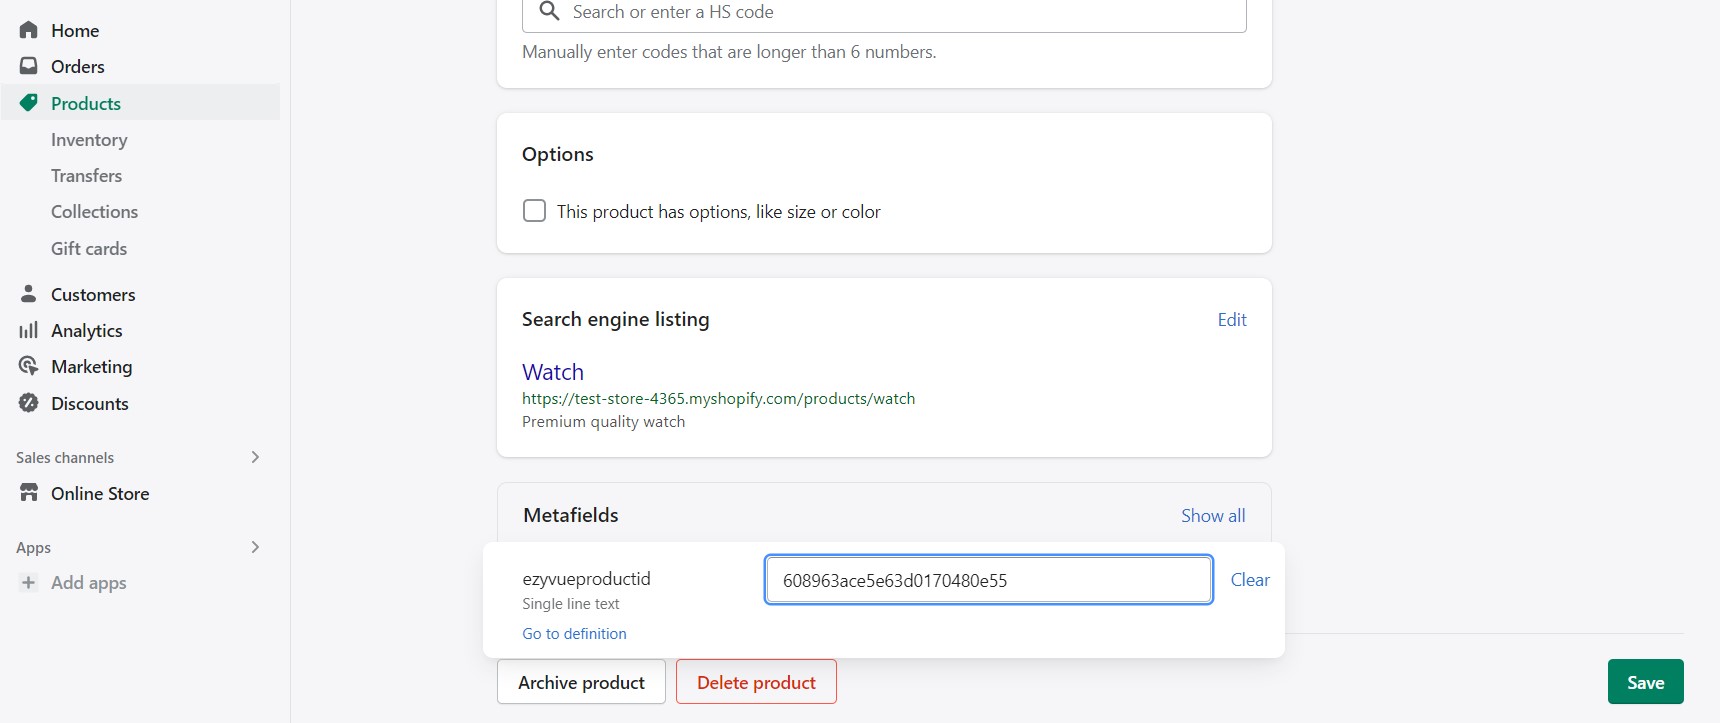 Home
Orders
Products
Inventory
Transfers
Collections
Gift cards
Customers
Analytics
Marketing
Discounts
Sales channels
Online Store
Apps
Add apps
Search or enter a HS code
Manually enter codes that are longer than 6 numbers.
Options
This product has options, like size or color
Search engine listing
Edit
Watch
https://test-store-4365.myshopify.com/products/watch
Premium quality watch
Metafields
Show all
ezyvueproductid
Single line text
Go to definition
608963ace5e63d0170480e55
Clear
Archive product
Delete product
Save